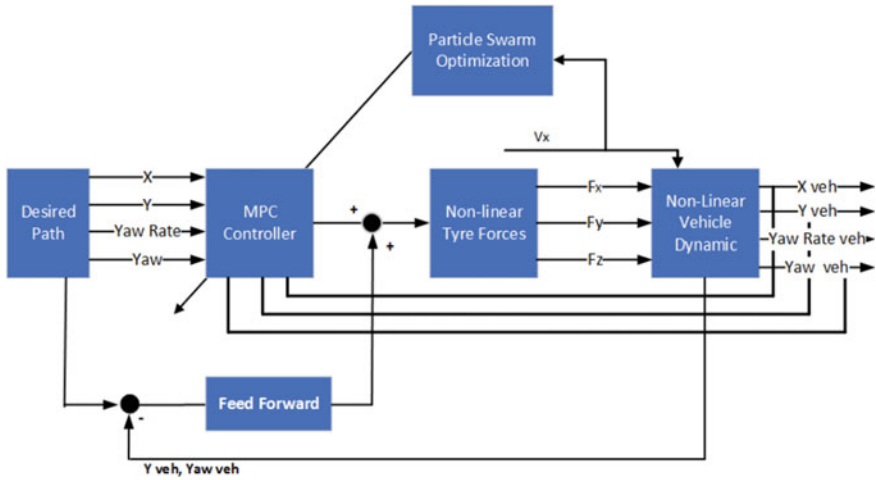 Particle Swarm
Optimization
Vx
Desired
Path
X
Y
Yaw Rate
Yaw
MPC
Controller
+
+
Non-linear
Tyre Forces
Fx
Fy
Fz
Non-Linear
Vehicle
Dynamic
X veh
Y veh
Yaw Rate veh
Yaw veh
-
Feed Forward
Y veh, Yaw veh